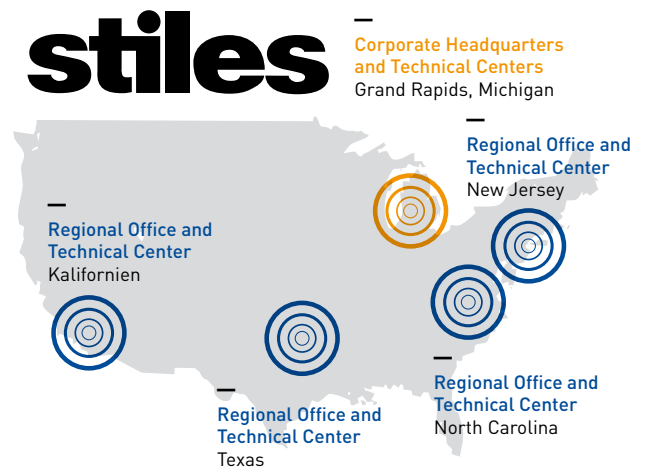 stiles
Corporate Headquarters
and Technical Centers
Grand Rapids, Michigan
Regional Office and
Technical Center
New Jersey
Regional Office and
Technical Center
Kalifornien
Regional Office and
Technical Center
North Carolina
Regional Office and
Technical Center
Texas